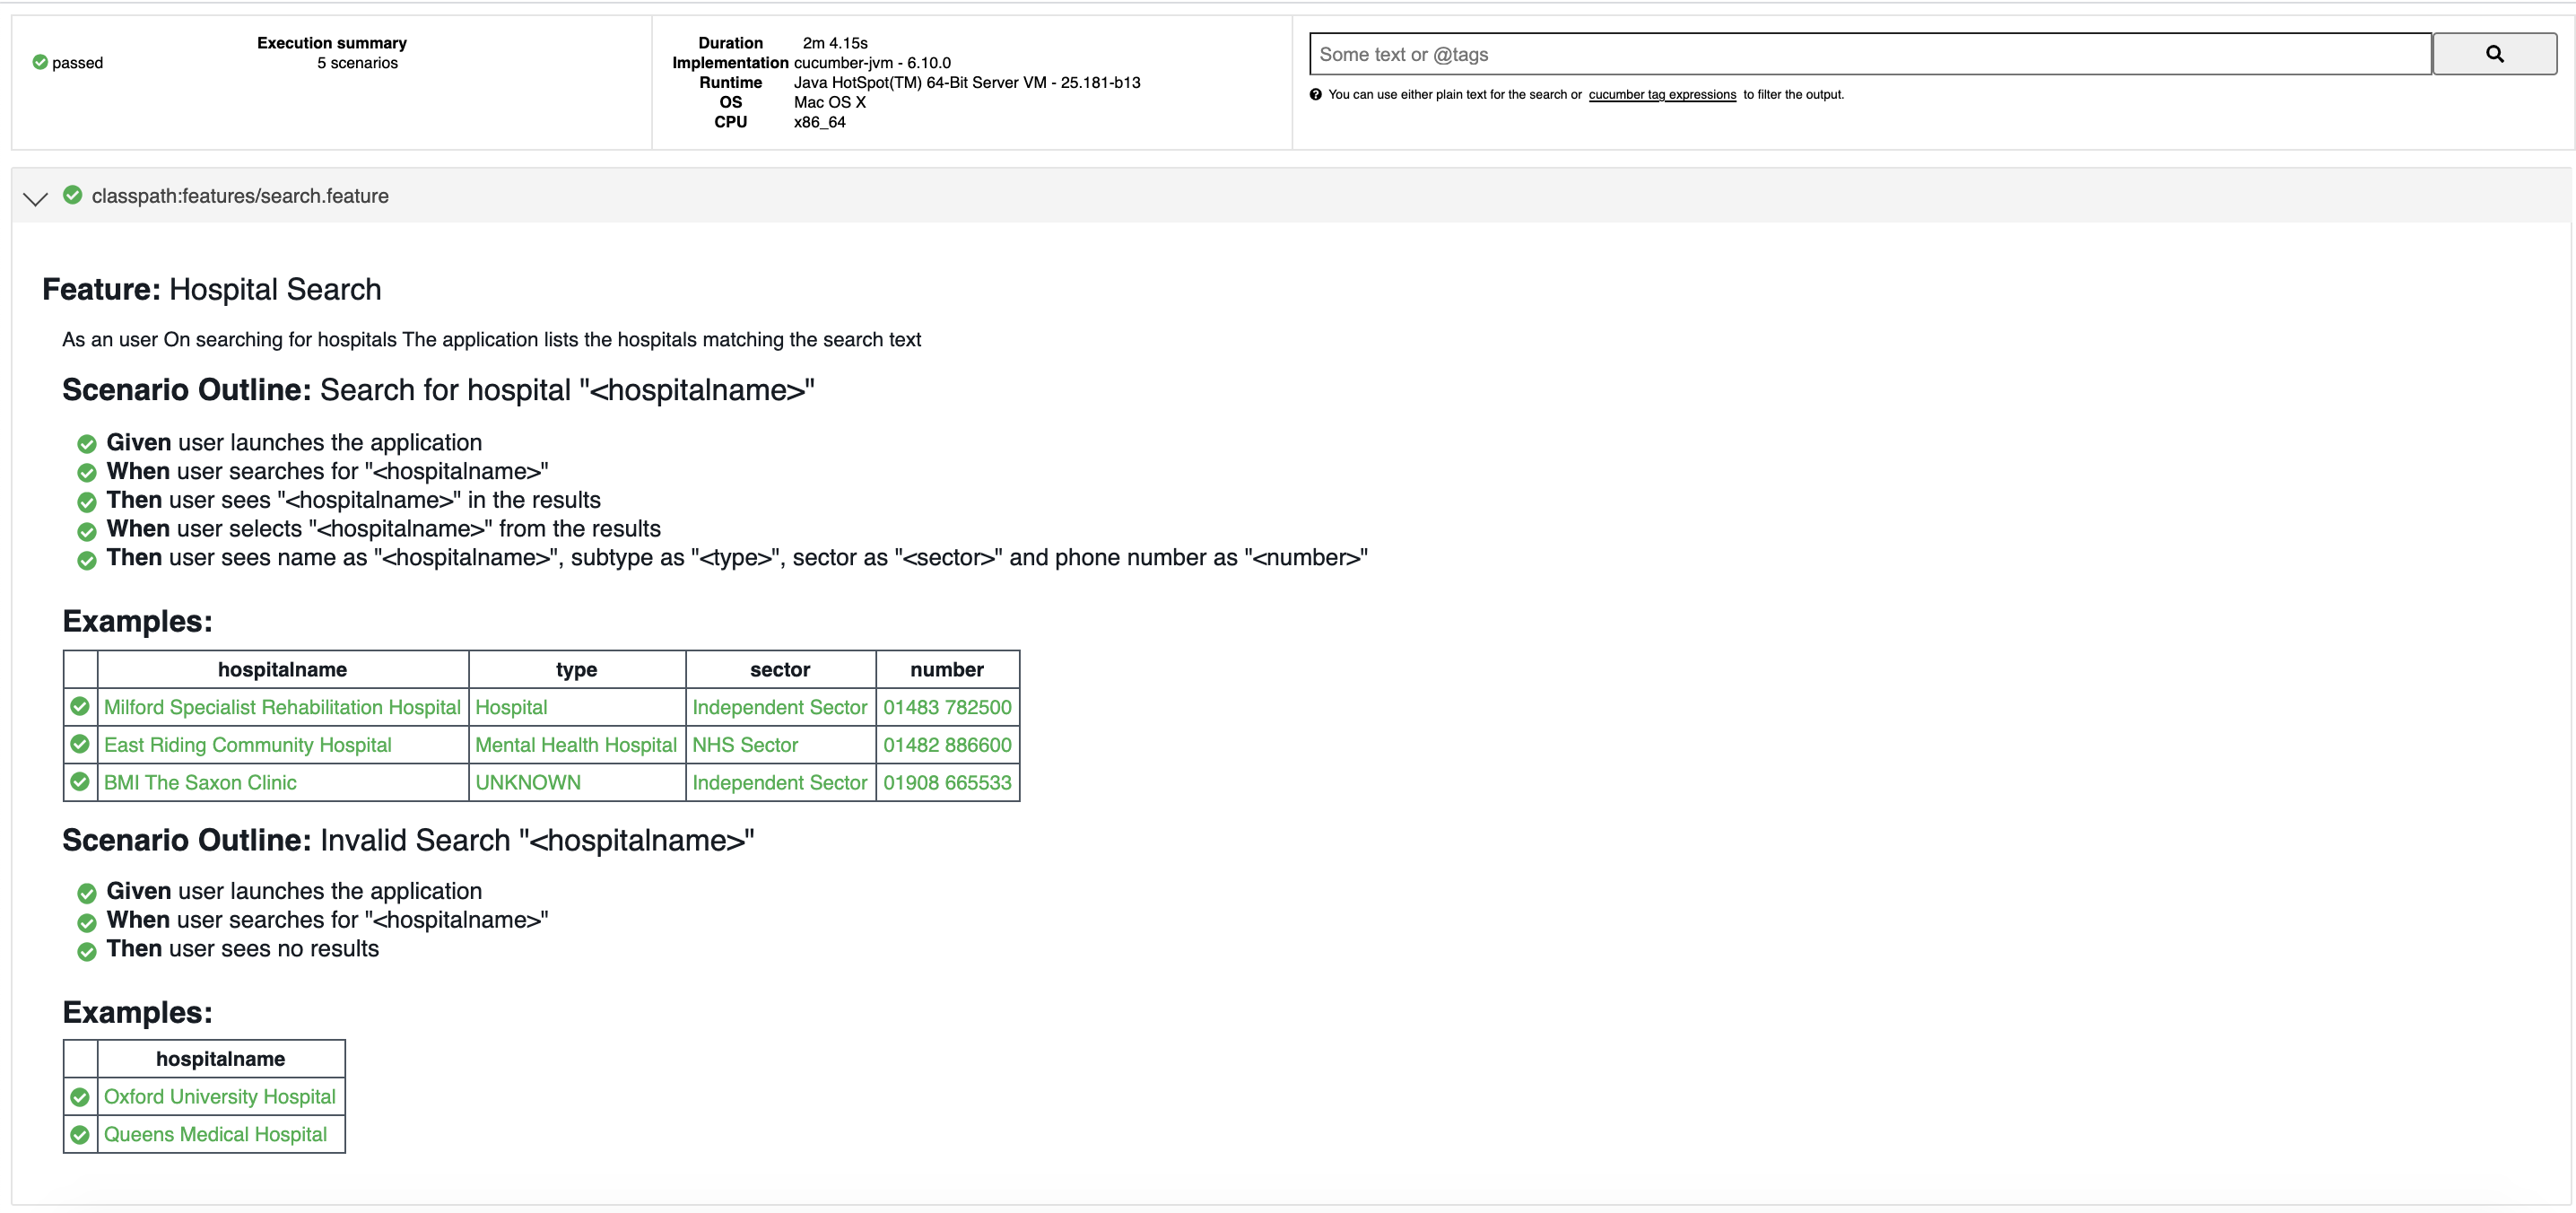 passed
Execution summary
5 scenarios
Duration 2m 4.15s
Implementation cucumber-jvm - 6.10.0
Runtime Java HotSpot(TM) 64-Bit Server VM - 25.181-b13
OS Mac OS X
CPU x86_64
Some text or @tags
You can use either plain text for the search or cucumber tag expressions to filter the output.
classpath:features/search.feature
Feature: Hospital Search
As an user On searching for hospitals The application lists the hospitals matching the search text
Scenario Outline: Search for hospital "<hospitalname>"
Given user launches the application
When user searches for "<hospitalname>"
Then user sees "<hospitalname>" in the results
When user selects "<hospitalname>" from the results
Then user sees name as "<hospitalname>", subtype as "<type>", sector as "<sector>" and phone number as "<number>"
Examples:
hospitalname type sector number
Milford Specialist Rehabilitation Hospital Hospital Independent Sector 01483 782500
East Riding Community Hospital Mental Health Hospital NHS Sector 01482 886600
BMI The Saxon Clinic UNKNOWN Independent Sector 01908 665533
Scenario Outline: Invalid Search "<hospitalname>"
Given user launches the application
When user searches for "<hospitalname>"
Then user sees no results
Examples:
hospitalname
Oxford University Hospital
Queens Medical Hospital